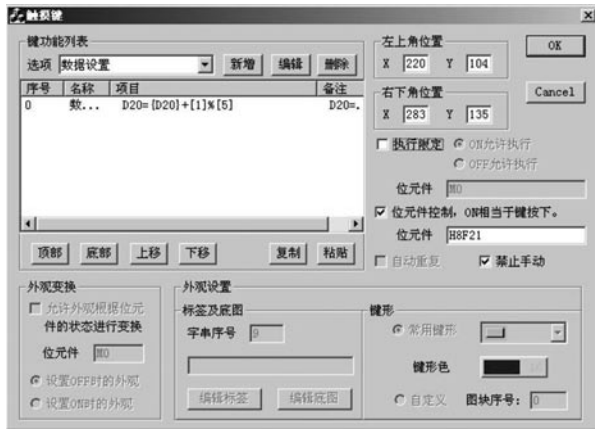 触摸键
键功能列表
选项 数据设置 新增 编辑 删除
序号 名称 项目 备注
0 数... D20={D20}+[1]%[5] D20=.
顶部 底部 上移 下移 复制 粘贴
左上角位置
X 220 Y 104
右下角位置
X 283 Y 135
OK
Cancel
执行限定 ON允许执行
OFF允许执行
位元件 M0
位元件控制，ON相当于键按下。
位元件 H8F21
自动重复 禁止手动
外观变换
允许外观根据位元
件的状态进行变换
位元件 M0
设置OFF时的外观
设置ON时的外观
外观设置
标签及底图
字串序号 9
编辑标签 编辑底图
键形
常用键形
键形色
自定义 图块序号： 0